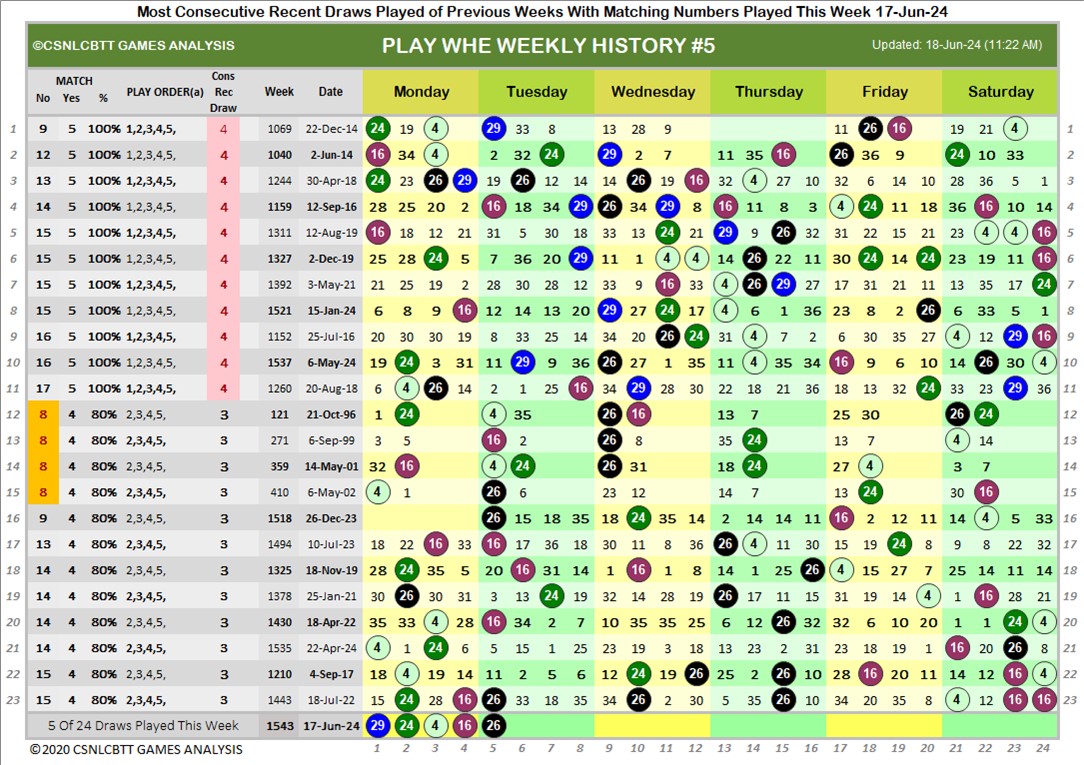 Most Consecutive Recent Draws Played of Previous Weeks With Matching Numbers Played This Week 17-Jun-24
©CSNLCBTT GAMES ANALYSIS PLAY WHE WEEKLY HISTORY #5 Updated: 18-Jun-24 (11:22 AM)
No MATCH Yes % PLAY ORDER(a) Cons Rec Draw Week Date Monday Tuesday Wednesday Thursday Friday Saturday
1 9 5 100% 1,2,3,4,5, 4 1069 22-Dec-14 24 19 4 29 33 8 13 28 9 11 26 16 19 21 4 1
2 12 5 100% 1,2,3,4,5, 4 1040 2-Jun-14 16 34 4 2 32 24 29 2 7 11 35 16 26 36 9 24 10 33 2
3 13 5 100% 1,2,3,4,5, 4 1244 30-Apr-18 24 23 26 29 19 26 12 14 14 26 19 16 32 4 27 10 32 6 14 10 28 36 5 1 3
4 14 5 100% 1,2,3,4,5, 4 1159 12-Sep-16 28 25 20 2 16 18 34 29 26 34 29 8 16 11 8 3 4 24 11 18 36 16 10 14 4
5 15 5 100% 1,2,3,4,5, 4 1311 12-Aug-19 16 18 12 21 31 5 30 18 33 11 24 21 29 9 26 32 31 22 15 21 23 4 4 16 5
6 15 5 100% 1,2,3,4,5, 4 1327 2-Dec-19 25 28 24 5 7 36 20 29 11 1 4 4 14 26 22 11 30 24 14 24 23 19 11 16 6
7 15 5 100% 1,2,3,4,5, 4 1392 3-May-21 21 25 19 2 28 30 28 12 33 9 16 33 4 26 29 27 17 31 21 11 13 35 17 24 7
8 15 5 100% 1,2,3,4,5, 4 1521 15-Jan-24 6 8 9 16 12 14 13 20 29 27 24 17 4 6 1 36 23 8 2 26 6 33 5 1 8
9 16 5 100% 1,2,3,4,5, 4 1152 25-Jul-16 20 30 30 19 8 33 25 14 34 20 26 24 31 4 7 2 6 30 35 27 4 12 29 16 9
10 16 5 100% 1,2,3,4,5, 4 1537 6-May-24 19 24 3 31 11 29 9 36 26 27 1 35 11 4 35 34 16 9 6 10 14 26 30 4 10
11 17 5 100% 1,2,3,4,5, 4 1260 20-Aug-18 6 4 26 14 2 1 25 16 34 29 28 30 22 18 21 36 18 13 32 24 33 23 29 36 11
12 8 4 80% 2,3,4,5, 3 121 21-Oct-96 1 24 4 35 26 16 13 7 25 30 26 24 12
13 8 4 80% 2,3,4,5, 3 271 6-Sep-99 3 5 16 2 26 8 35 24 13 7 4 14 13
14 8 4 80% 2,3,4,5, 3 359 14-May-01 32 16 4 24 26 31 18 24 27 4 3 7 14
15 8 4 80% 2,3,4,5, 3 410 6-May-02 4 1 26 6 23 12 14 7 13 24 30 16 15
16 9 4 80% 2,3,4,5, 3 1518 26-Dec-23 26 15 18 35 18 24 35 14 2 14 14 11 16 2 12 11 14 4 5 33 16
17 13 4 80% 2,3,4,5, 3 1494 10-Jul-23 18 22 16 33 16 17 36 18 30 11 8 36 26 4 11 30 15 19 24 8 9 8 22 32 17
18 14 4 80% 2,3,4,5, 3 1325 18-Nov-19 28 24 35 5 20 16 31 14 1 16 1 8 14 1 25 26 4 15 27 7 25 14 11 14 18
19 14 4 80% 2,3,4,5, 3 1378 25-Jan-21 30 26 30 31 3 13 24 19 32 14 28 19 26 17 11 15 31 19 14 4 1 16 28 21 19
20 14 4 80% 2,3,4,5, 3 1430 18-Apr-22 35 33 4 28 16 34 2 7 10 35 35 25 6 12 26 32 32 6 10 20 1 1 24 4 20
21 14 4 80% 2,3,4,5, 3 1535 22-Apr-24 4 1 24 6 5 15 1 25 23 19 3 18 13 23 2 31 23 18 19 1 16 20 26 8 21
22 15 4 80% 2,3,4,5, 3 1210 4-Sep-17 18 4 19 14 11 2 5 6 12 24 19 26 25 2 26 10 28 16 20 11 14 12 16 4 22
23 15 4 80% 2,3,4,5, 3 1443 18-Jul-22 15 24 28 16 26 33 18 35 34 26 2 30 5 35 26 10 34 20 35 24 4 12 16 16 23
5 Of 24 Draws Played This Week 1543 17-Jun-24 29 24 4 16 26
© 2020 CSNLCBTT GAMES ANALYSIS 1 2 3 4 5 6 7 8 9 10 11 12 13 14 15 16 17 18 19 20 21 22 23 24